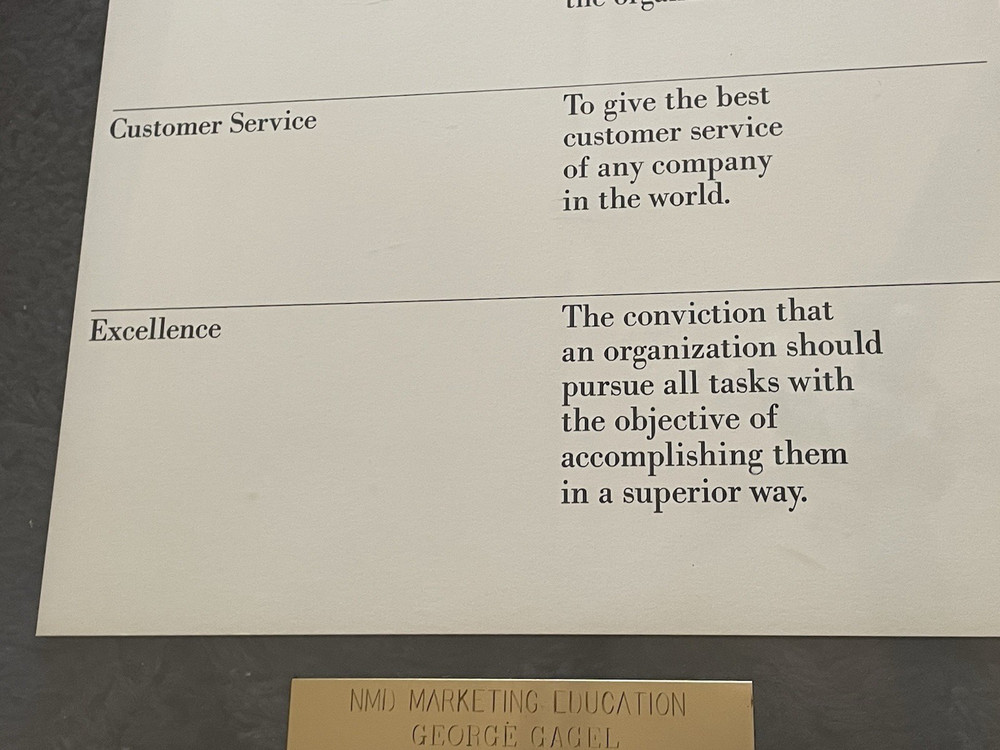 the organ
Customer Service
To give the best
customer service
of any company
in the world.
Excellence
The conviction that
an organization should
pursue all tasks with
the objective of
accomplishing them
in a superior way.
NMD MARKETING EDUCATION
GEORGE GAGEL